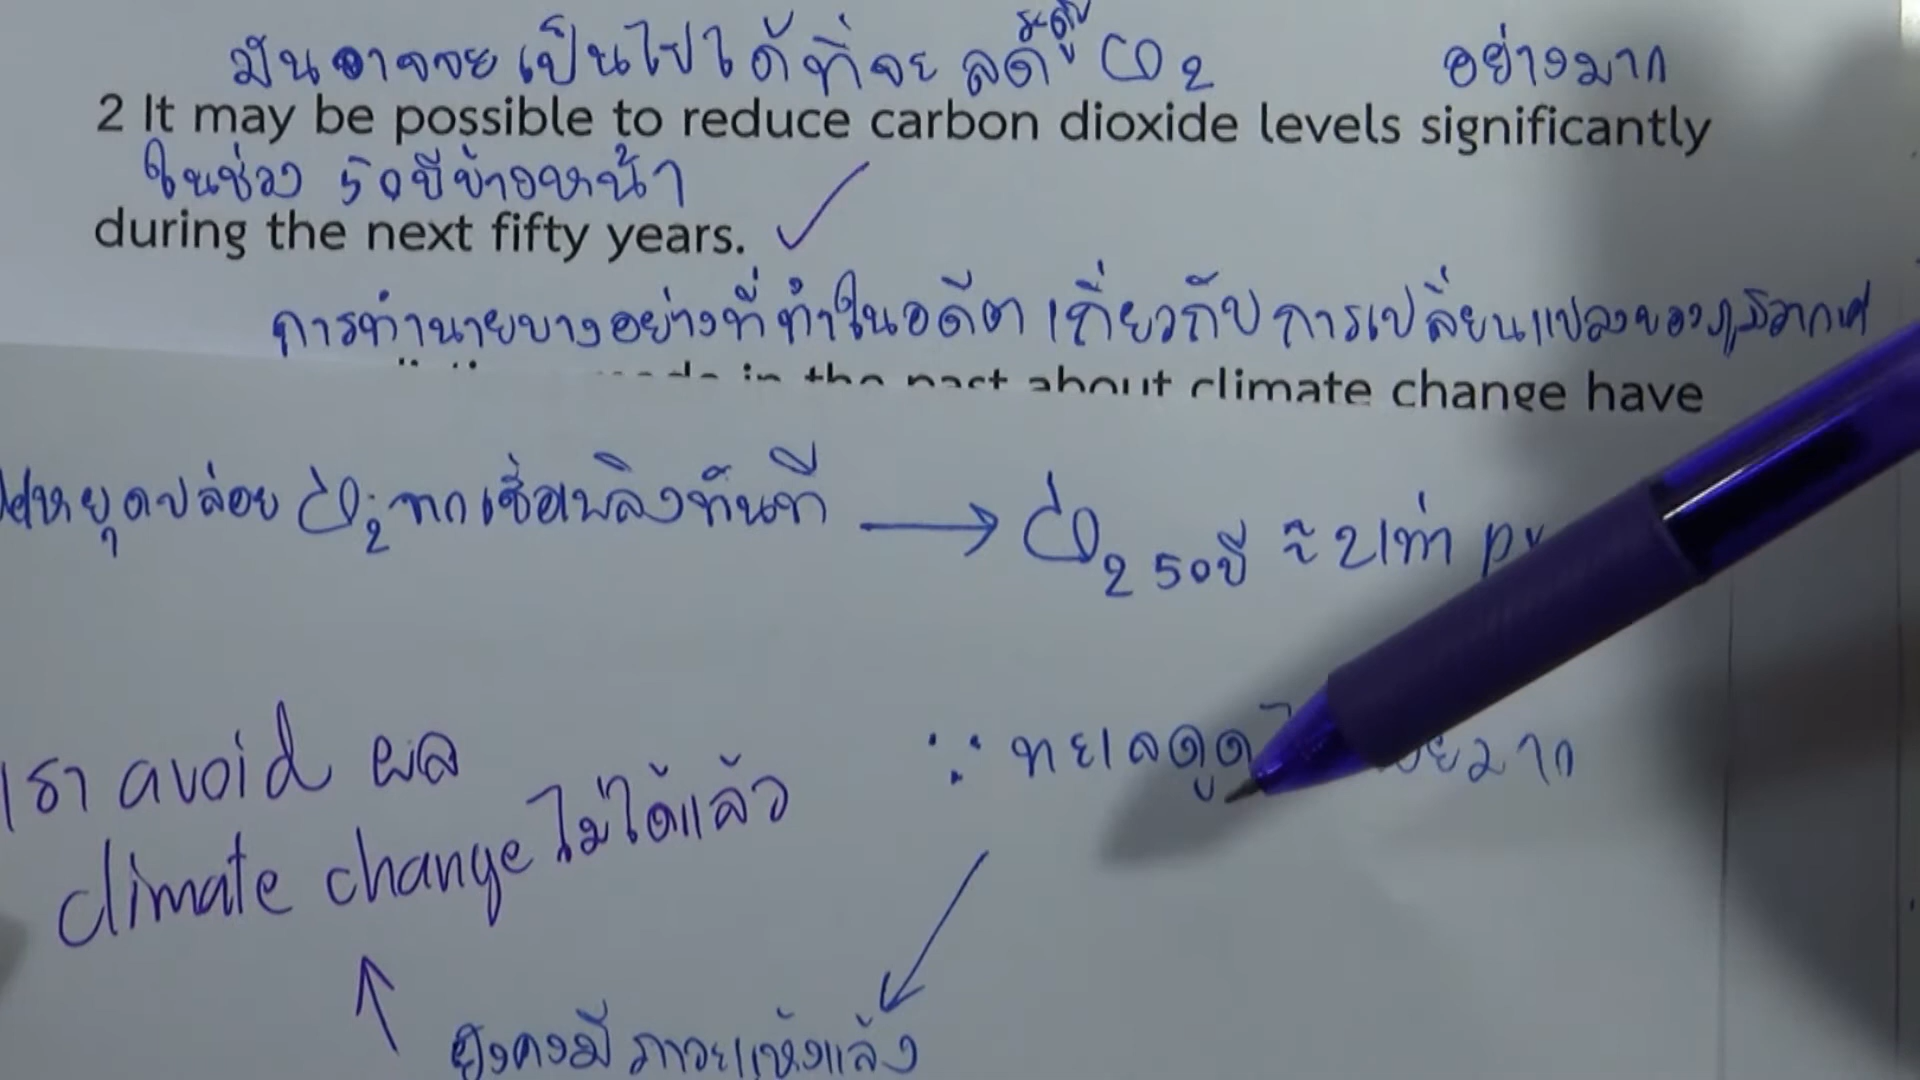 มันอาจจะเป็นไปได้ที่จะ ลดระดับ CO2 อย่างมาก
2 It may be possible to reduce carbon dioxide levels significantly
ในช่วง 50ปีข้างหน้า
during the next fifty years. ✓
การทำนายบางอย่างที่ทำในอดีต เกี่ยวกับการเปลี่ยนแปลงของภูมิอากาศ
made in the past about climate change have
หยุดปล่อย CO2 จากเชื้อเพลิงทันที → CO2 50ปี ≈ 2เท่า
เรา avoid ผล
climate change ไม่ได้แล้ว
∵ ทะเลดูด
ยังคงมี ภาวะแห้งแล้ง